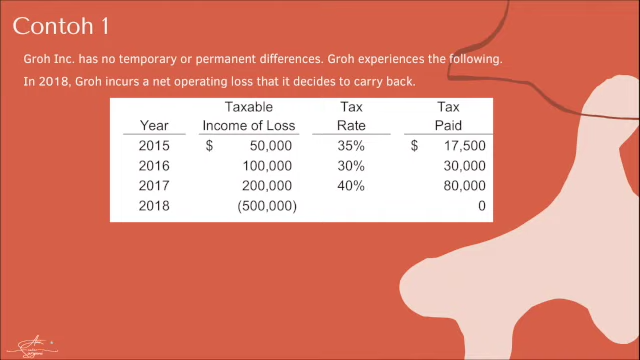 Contoh 1
Groh Inc. has no temporary or permanent differences. Groh experiences the following.
In 2018, Groh incurs a net operating loss that it decides to carry back.
Taxable Tax Tax
Year Income of Loss Rate Paid
2015 $ 50,000 35% $ 17,500
2016 100,000 30% 30,000
2017 200,000 40% 80,000
2018 (500,000) 0